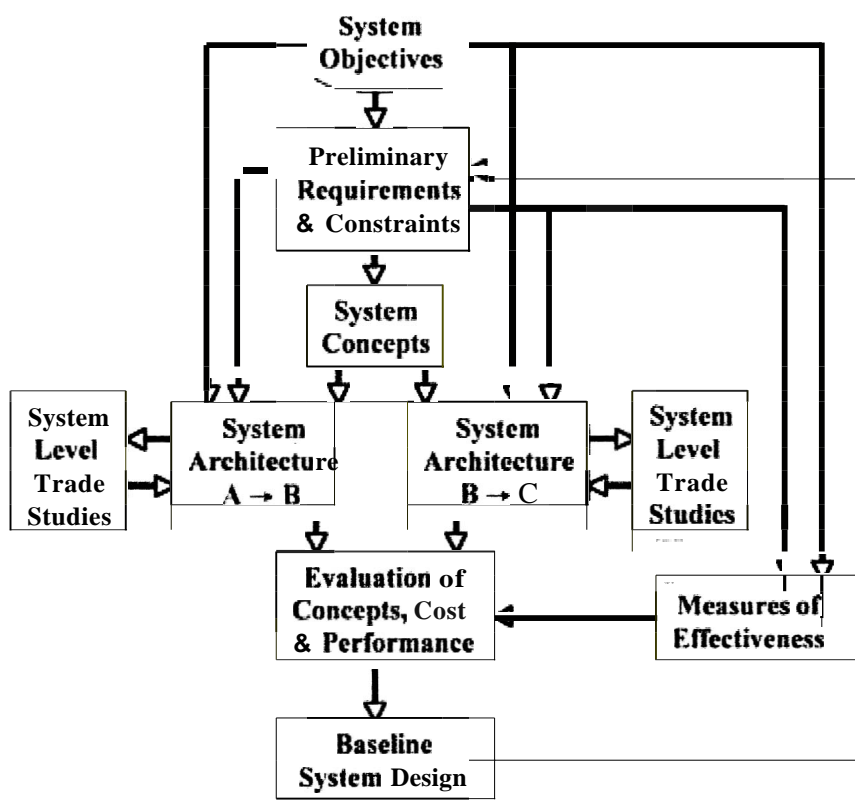 System
Objectives
Preliminary
Requirements
& Constraints
System
Concepts
System
Level
Trade
Studies
System
Architecture
A → B
System
Architecture
B → C
System
Level
Trade
Studies
Evaluation of
Concepts, Cost
& Performance
Measures of
Effectiveness
Baseline
System Design